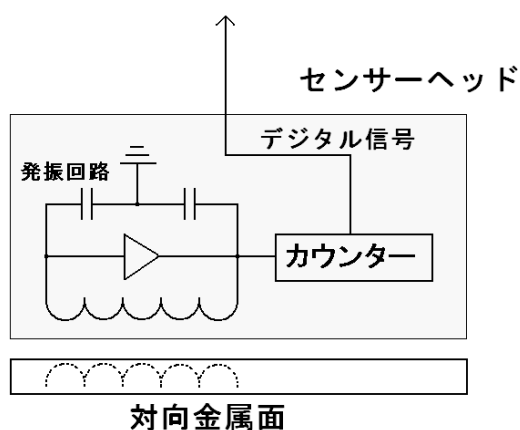 センサーヘッド
デジタル信号
発振回路
カウンター
対向金属面